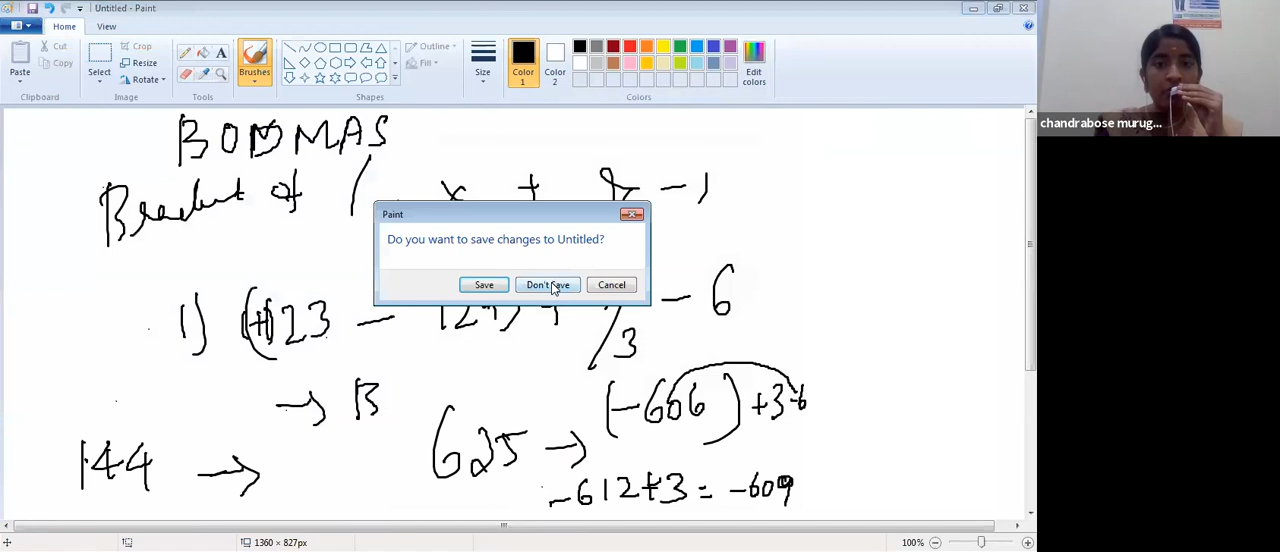 Untitled - Paint
Home View
Paste
Cut
Copy
Clipboard
Select
Crop
Resize
Rotate
Image
Tools
Brushes
Shapes
Outline
Fill
Size
Color 1
Color 2
Edit colors
Colors
chandrabose murug...
BODMAS
Bracket of / x + - 1
Paint
Do you want to save changes to Untitled?
Save Don't Save Cancel
1) 23 - /3 - 6
→ B
(-606) +3-6
144 → 625 →
-612+3 = -609
1360 × 827px
100%